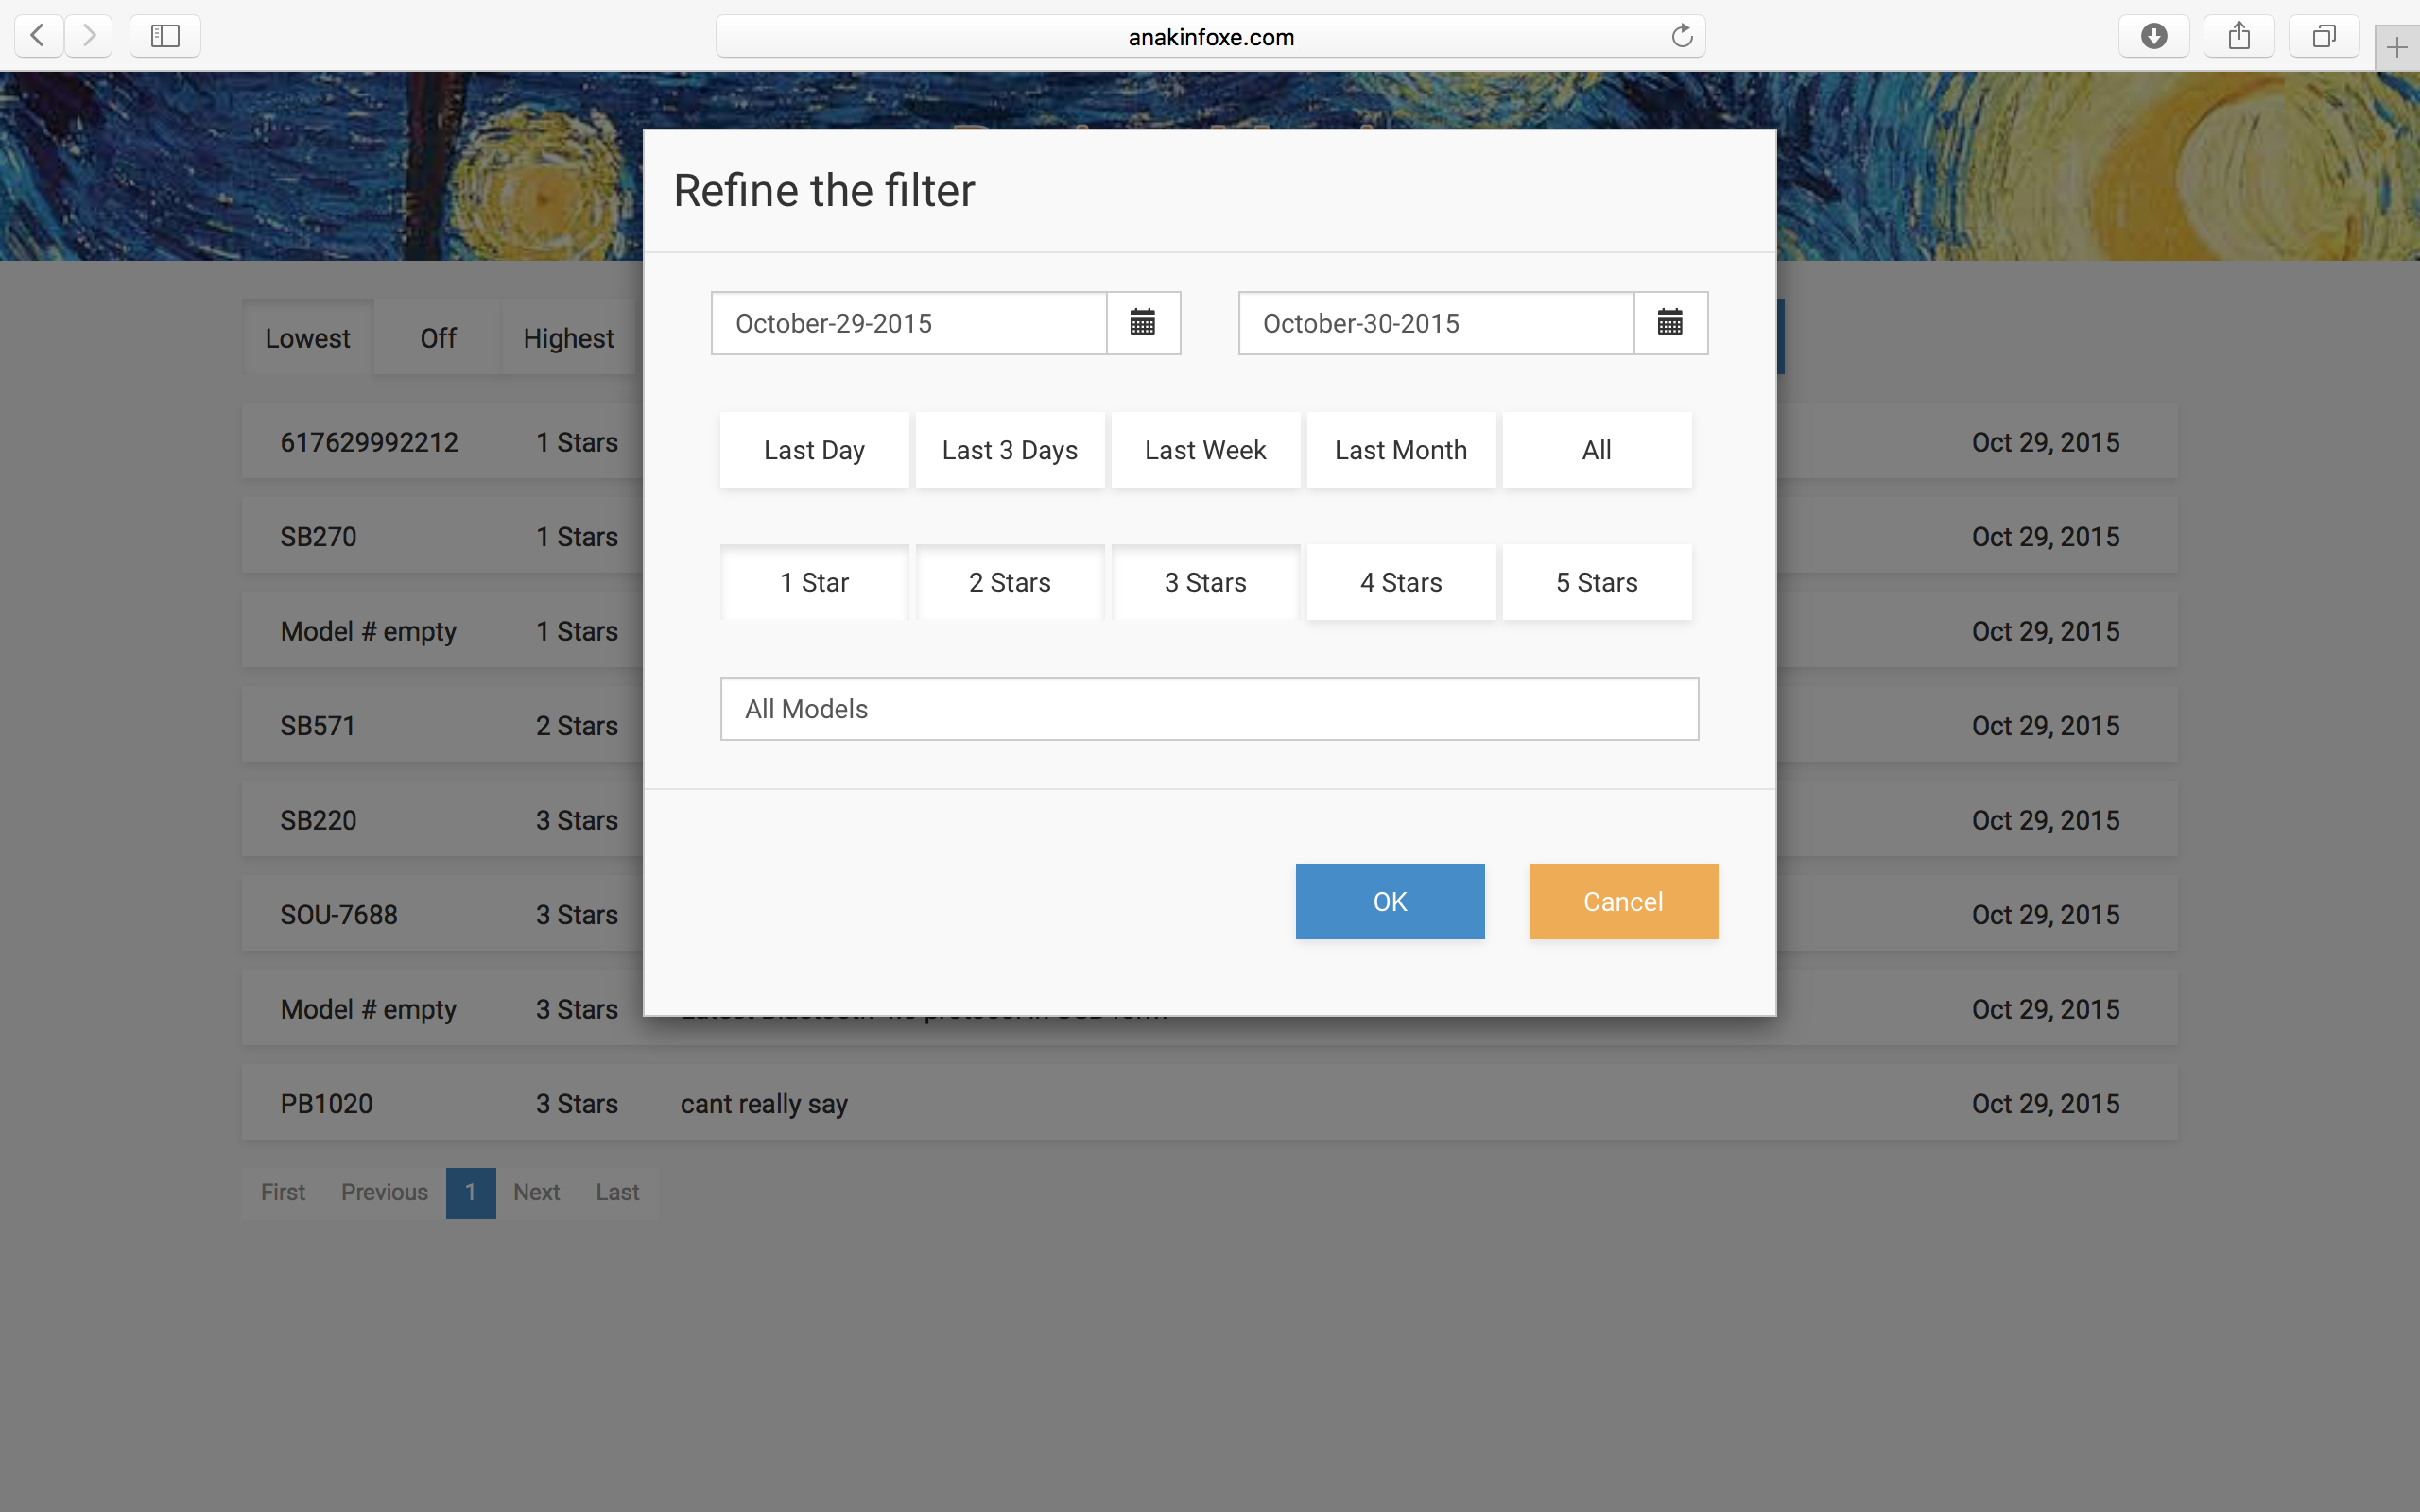 anakinfoxe.com
Refine the filter
October-29-2015 October-30-2015
Lowest Off Highest
Last Day Last 3 Days Last Week Last Month All
1 Star 2 Stars 3 Stars 4 Stars 5 Stars
All Models
OK Cancel
617629992212 1 Stars Oct 29, 2015
SB270 1 Stars Oct 29, 2015
Model # empty 1 Stars Oct 29, 2015
SB571 2 Stars Oct 29, 2015
SB220 3 Stars Oct 29, 2015
SOU-7688 3 Stars Oct 29, 2015
Model # empty 3 Stars Oct 29, 2015
PB1020 3 Stars cant really say Oct 29, 2015
First Previous 1 Next Last